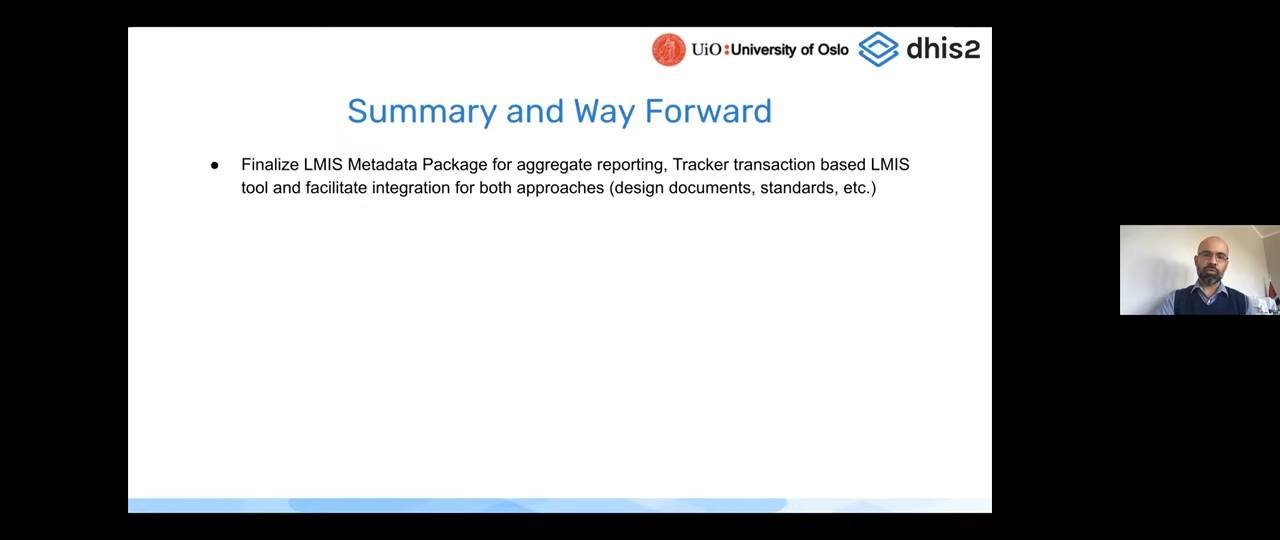 UiO:University of Oslo dhis2
Summary and Way Forward
● Finalize LMIS Metadata Package for aggregate reporting, Tracker transaction based LMIS
tool and facilitate integration for both approaches (design documents, standards, etc.)